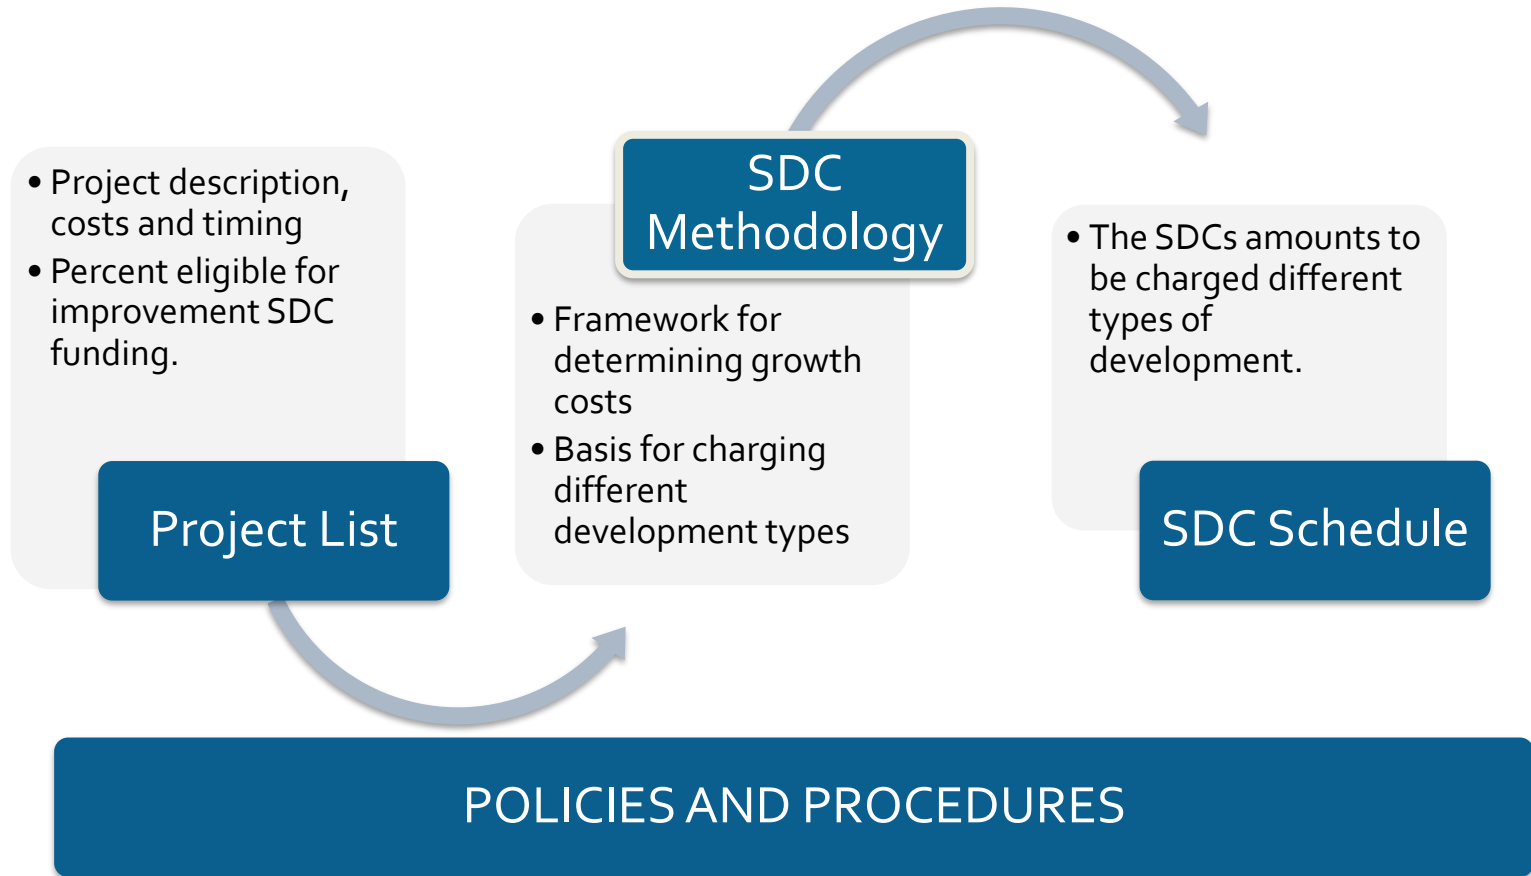 • Project description,
costs and timing
• Percent eligible for
improvement SDC
funding.
Project List
SDC
Methodology
• Framework for
determining growth
costs
• Basis for charging
different
development types
• The SDCs amounts to
be charged different
types of
development.
SDC Schedule
POLICIES AND PROCEDURES